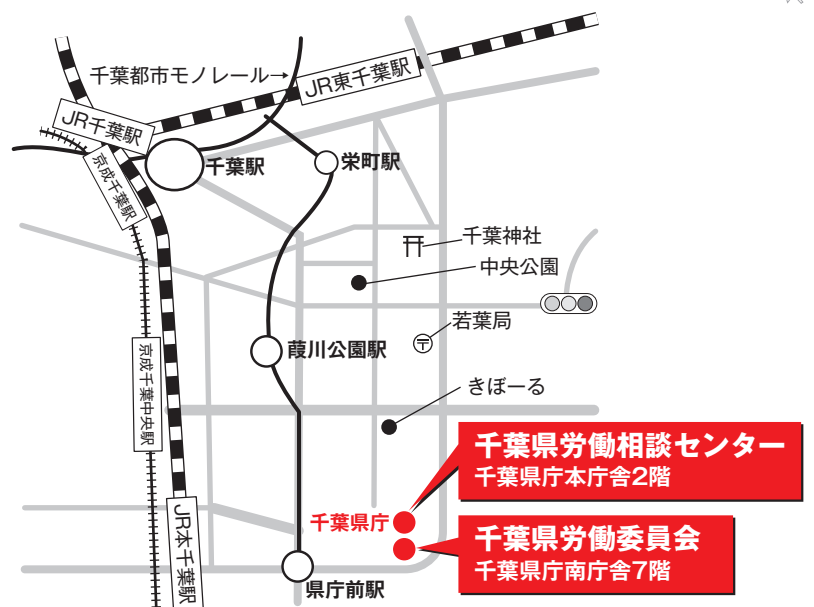 千葉都市モノレール→
JR東千葉駅
JR千葉駅
京成千葉駅
千葉駅
栄町駅
千葉神社
中央公園
若葉局
〒
葭川公園駅
京成千葉中央駅
きぼーる
千葉県労働相談センター
千葉県庁本庁舎2階
千葉県庁
千葉県労働委員会
千葉県庁南庁舎7階
JR本千葉駅
県庁前駅